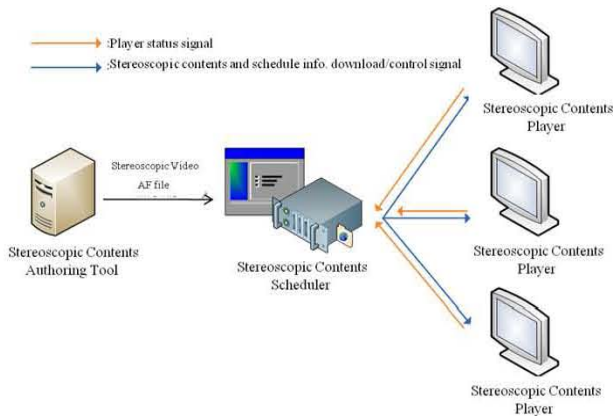 :Player status signal
:Stereoscopic contents and schedule info. download/control signal
Stereoscopic Contents
Player
Stereoscopic Video
AF file
Stereoscopic Contents
Authoring Tool
Stereoscopic Contents
Scheduler
Stereoscopic Contents
Player
Stereoscopic Contents
Player